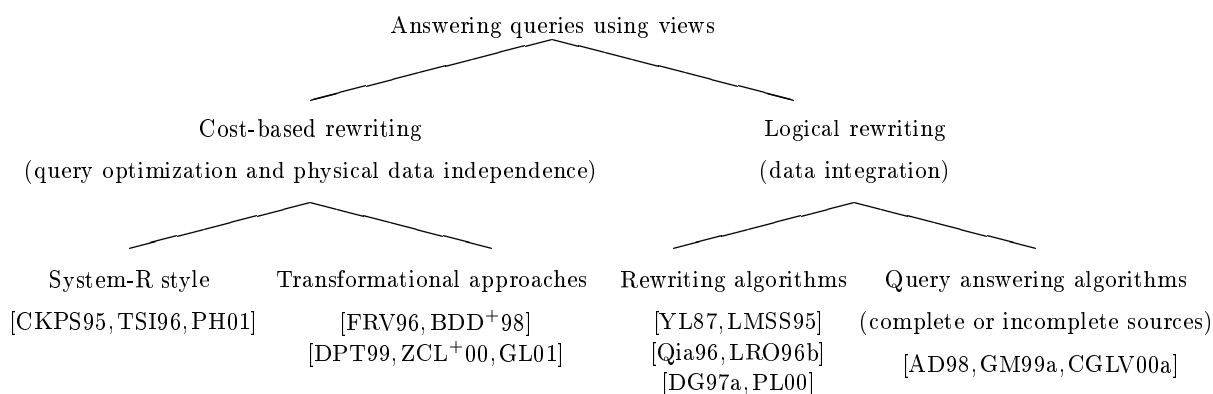 Answering queries using views
Cost-based rewriting
(query optimization and physical data independence)
Logical rewriting
(data integration)
System-R style
[CKPS95, TSI96, PH01]
Transformational approaches
[FRV96, BDD+98]
[DPT99, ZCL+00, GL01]
Rewriting algorithms
[YL87, LMSS95]
[Qia96, LRO96b]
[DG97a, PL00]
Query answering algorithms
(complete or incomplete sources)
[AD98, GM99a, CGLV00a]